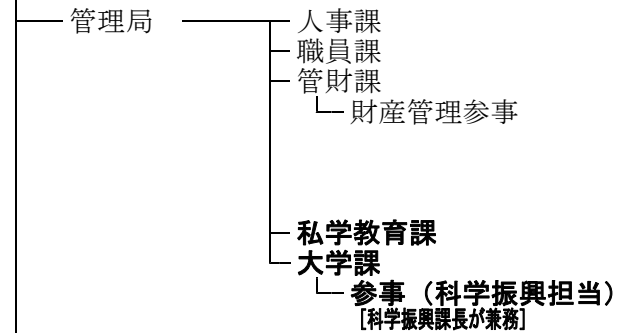 管理局 人事課
職員課
管財課
財産管理参事
私学教育課
大学課
参事（科学振興担当）
[科学振興課長が兼務]